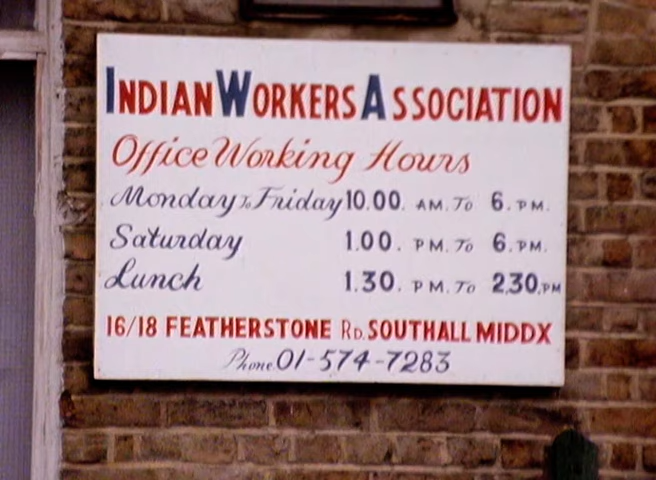 INDIAN WORKERS ASSOCIATION
Office Working Hours
Monday To Friday 10.00. AM. To 6. PM.
Saturday 1.00. PM. To 6. PM.
Lunch 1.30. PM. To 2.30. PM
16/18 FEATHERSTONE RD. SOUTHALL MIDDX
Phone. 01-574-7283